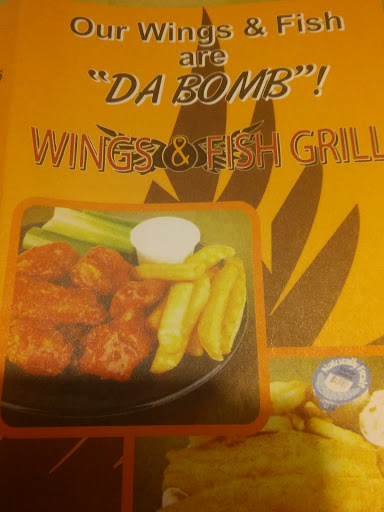 Our Wings & Fish
are
"DA BOMB"!
WINGS & FISH GRILL